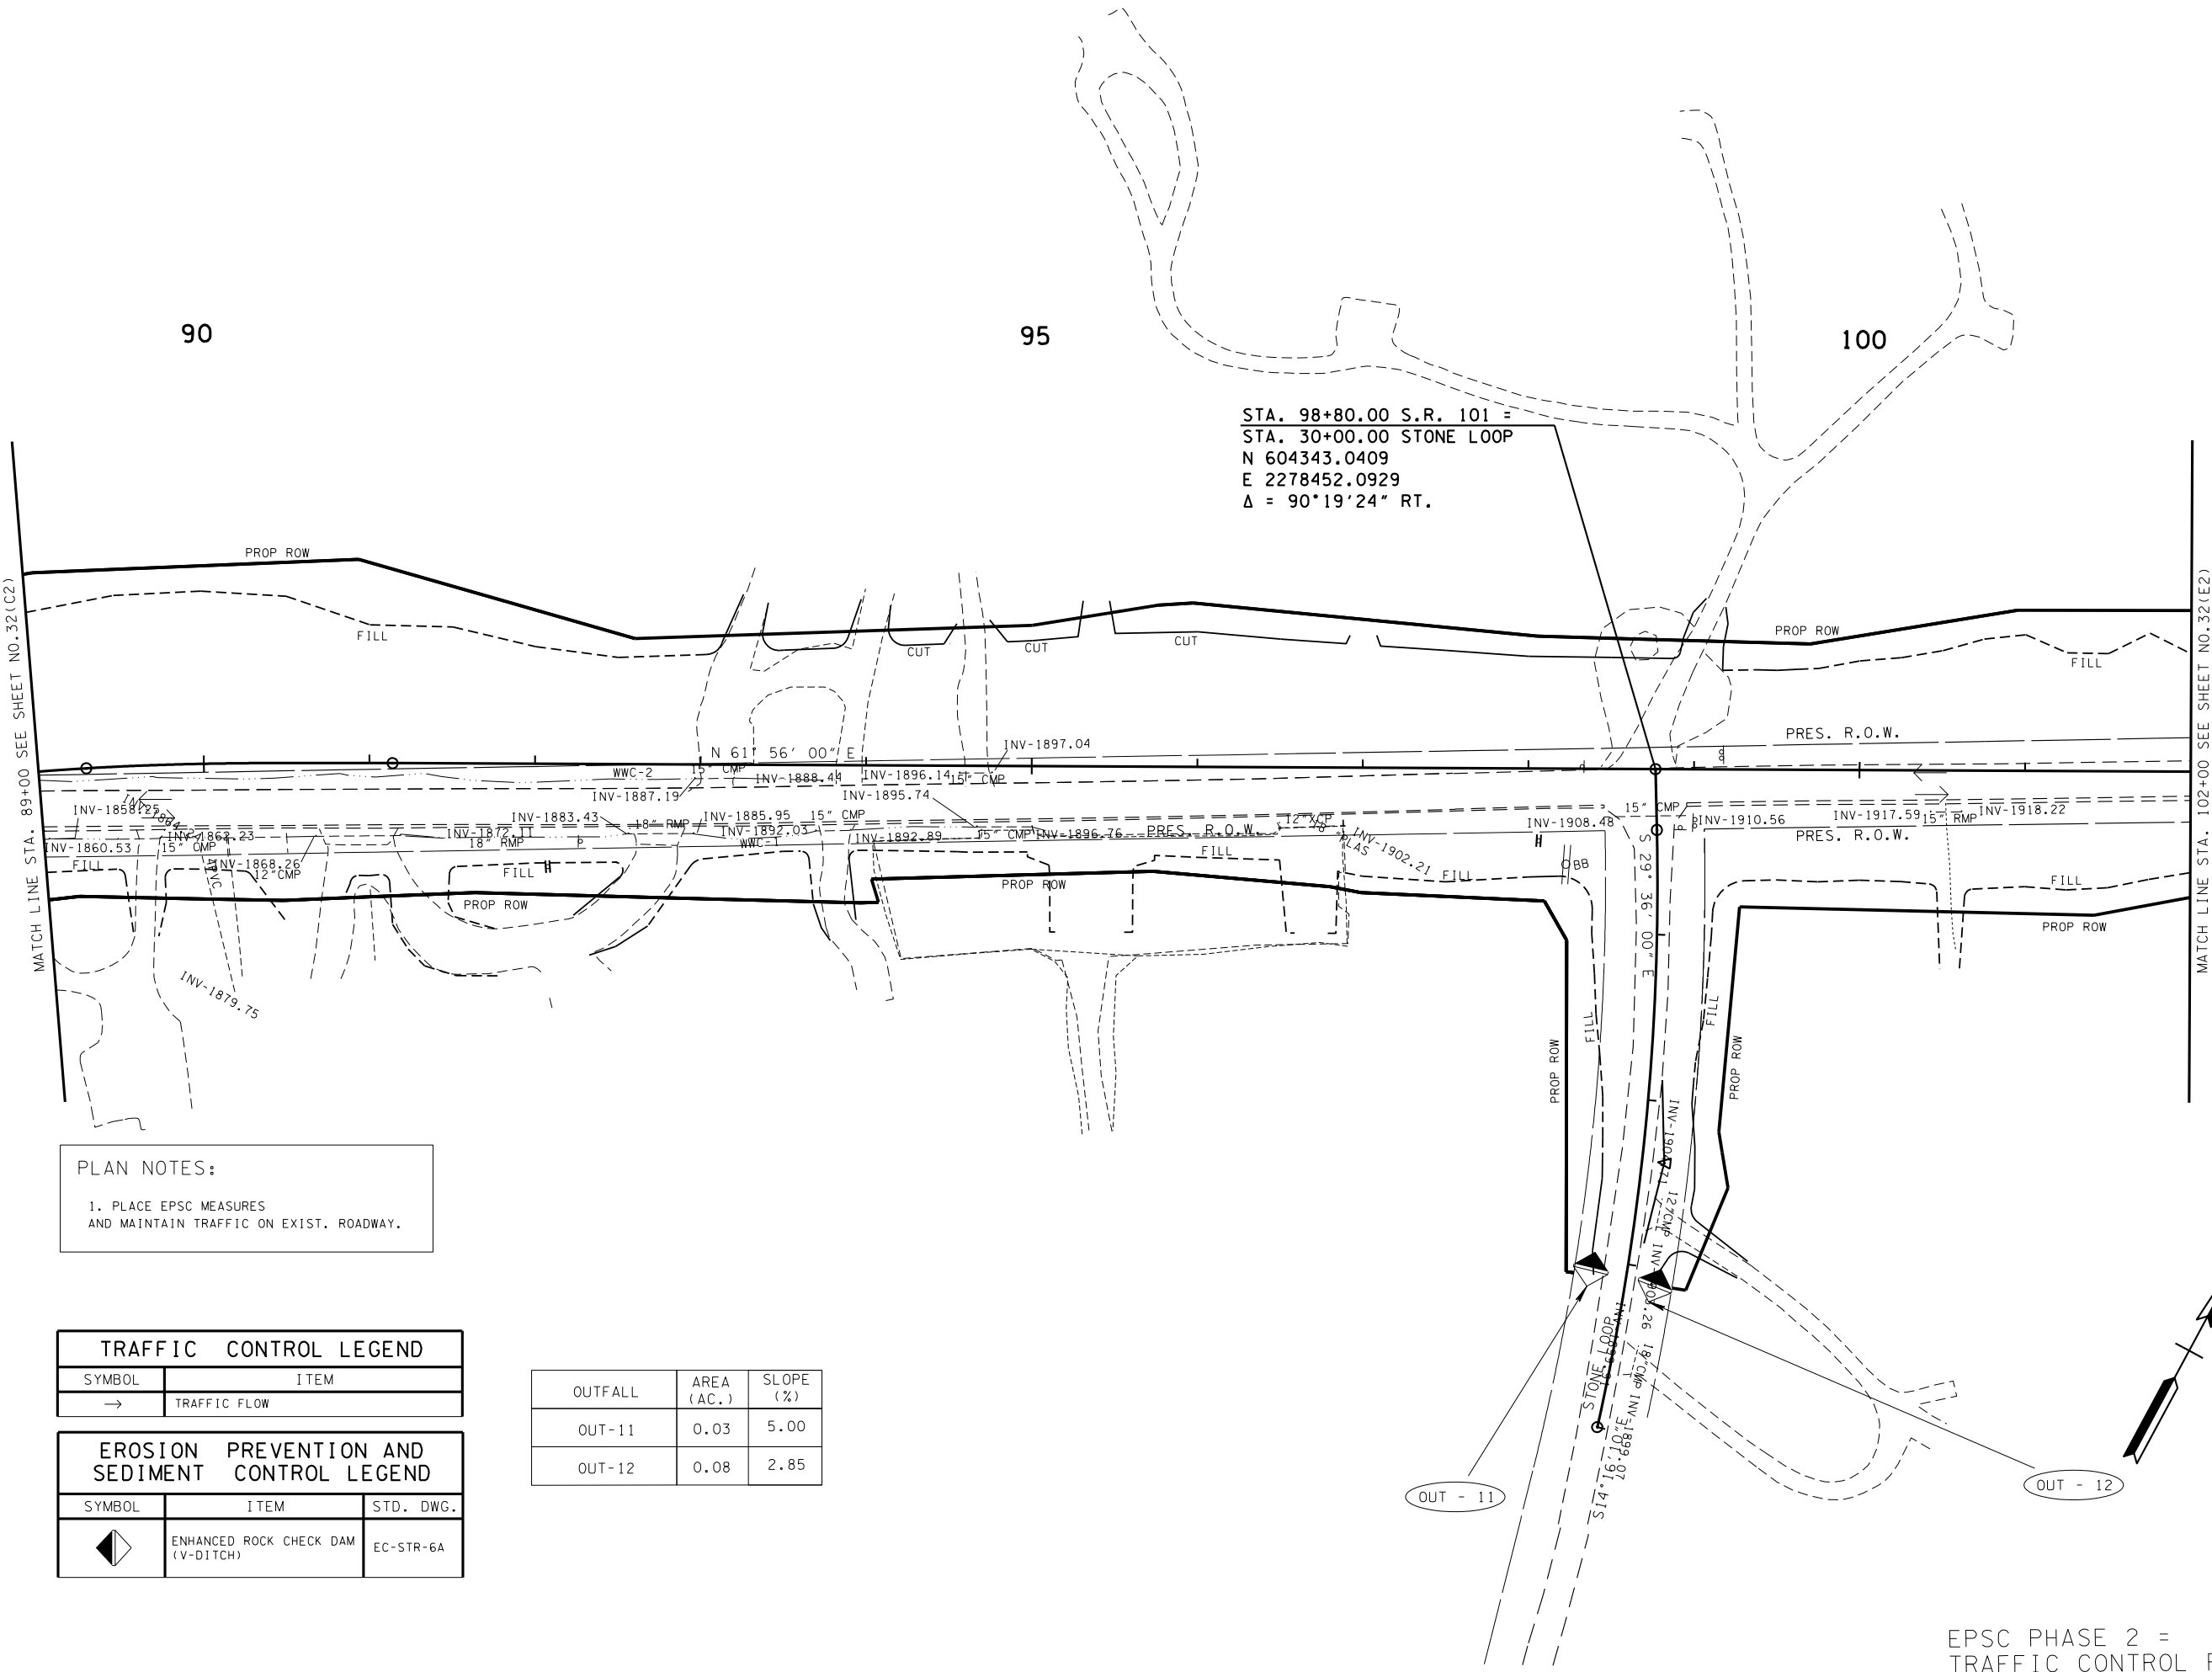 90
95
100
STA. 98+80.00 S.R. 101 =
STA. 30+00.00 STONE LOOP
N 604343.0409
E 2278452.0929
Δ = 90°19'24" RT.
MATCH LINE STA. 89+00 SEE SHEET NO.32(C2)
MATCH LINE STA. 102+00 SEE SHEET NO.32(E2)
PROP ROW
FILL
CUT
CUT
CUT
PROP ROW
FILL
PRES. R.O.W.
N 61° 56' 00" E
INV-1897.04
WWC-2
15" CMP
INV-1888.44
INV-1896.14
15" CMP
INV-1887.19
INV-1895.74
INV-1858.25
INV-1883.43
INV-1885.95
15" CMP
15" CMP
INV-1918.22
INV-1862.23
INV-1872.11
18" RMP
INV-1892.03
INV-1892.89
15" CMP
INV-1896.76
PRES. R.O.W.
12"
INV-1908.48
INV-1910.56
INV-1917.59
15" RMP
INV-1860.53
15" CMP
18" RMP
WWC-1
INV-1902.21
PRES. R.O.W.
FILL
INV-1868.26
12"CMP
FILL
FILL
FILL
BB
FILL
PROP ROW
PROP ROW
PROP ROW
S 29° 36' 00" E
INV-1879.75
FILL
FILL
PROP ROW
PROP ROW
INV-1904.71
12"CMP
18"CMP
INV-1899.07
STONE LOOP
S14°16'10"E
OUT - 11
OUT - 12
PLAN NOTES:
1. PLACE EPSC MEASURES
AND MAINTAIN TRAFFIC ON EXIST. ROADWAY.
TRAFFIC CONTROL LEGEND
SYMBOL ITEM
→ TRAFFIC FLOW
EROSION PREVENTION AND
SEDIMENT CONTROL LEGEND
SYMBOL ITEM STD. DWG.
ENHANCED ROCK CHECK DAM
(V-DITCH)
EC-STR-6A
OUTFALL AREA (AC.) SLOPE (%)
OUT-11 0.03 5.00
OUT-12 0.08 2.85
EPSC PHASE 2 =
TRAFFIC CONTROL